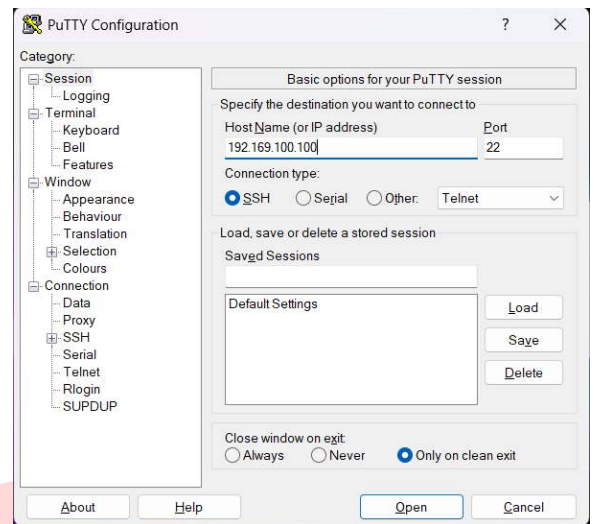 PuTTY Configuration
?
Category:
Session
Logging
Terminal
Keyboard
Bell
Features
Window
Appearance
Behaviour
Translation
Selection
Colours
Connection
Data
Proxy
SSH
Serial
Telnet
Rlogin
SUPDUP
Basic options for your PuTTY session
Specify the destination you want to connect to
Host Name (or IP address) Port
192.169.100.100 22
Connection type:
SSH Serial Other: Telnet
Load, save or delete a stored session
Saved Sessions
Default Settings
Load
Save
Delete
Close window on exit:
Always Never Only on clean exit
About Help Open Cancel